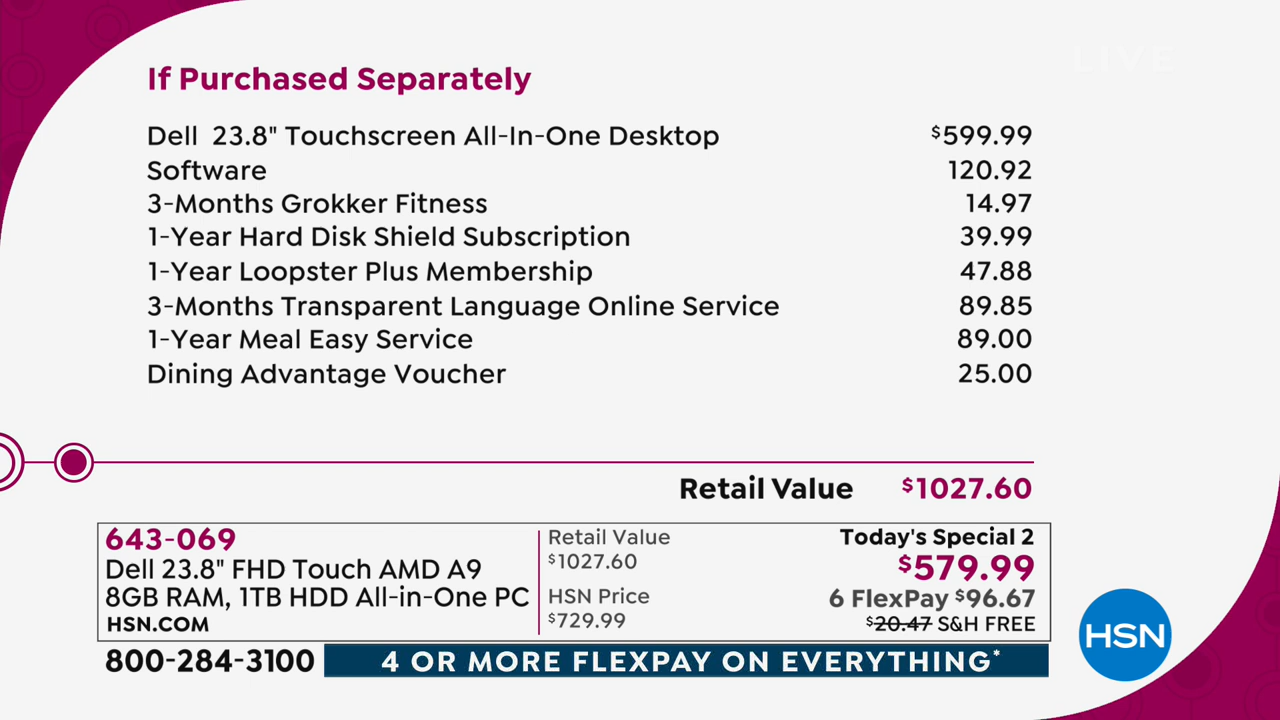 LIVE
If Purchased Separately
Dell 23.8" Touchscreen All-In-One Desktop $599.99
Software 120.92
3-Months Grokker Fitness 14.97
1-Year Hard Disk Shield Subscription 39.99
1-Year Loopster Plus Membership 47.88
3-Months Transparent Language Online Service 89.85
1-Year Meal Easy Service 89.00
Dining Advantage Voucher 25.00
Retail Value $1027.60
643-069
Dell 23.8" FHD Touch AMD A9
8GB RAM, 1TB HDD All-in-One PC
HSN.COM
Retail Value
$1027.60
HSN Price
$729.99
Today's Special 2
$579.99
6 FlexPay $96.67
$20.47 S&H FREE
HSN
800-284-3100
4 OR MORE FLEXPAY ON EVERYTHING*